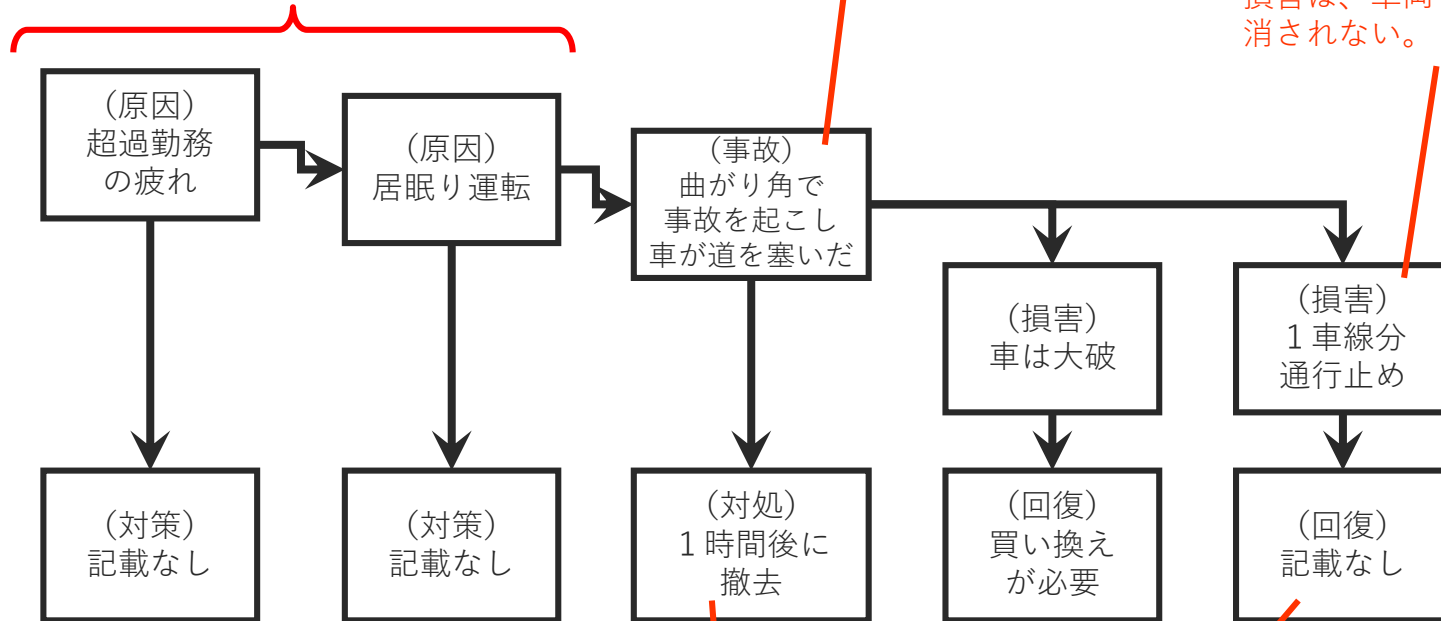 消されない。
(原因)
超過勤務
の疲れ
(原因)
居眠り運転
(事故)
曲がり角で
事故を起こし
車が道を塞いだ
(損害)
車は大破
(損害)
1車線分
通行止め
(対策)
記載なし
(対策)
記載なし
(対処)
1時間後に
撤去
(回復)
買い換え
が必要
(回復)
記載なし